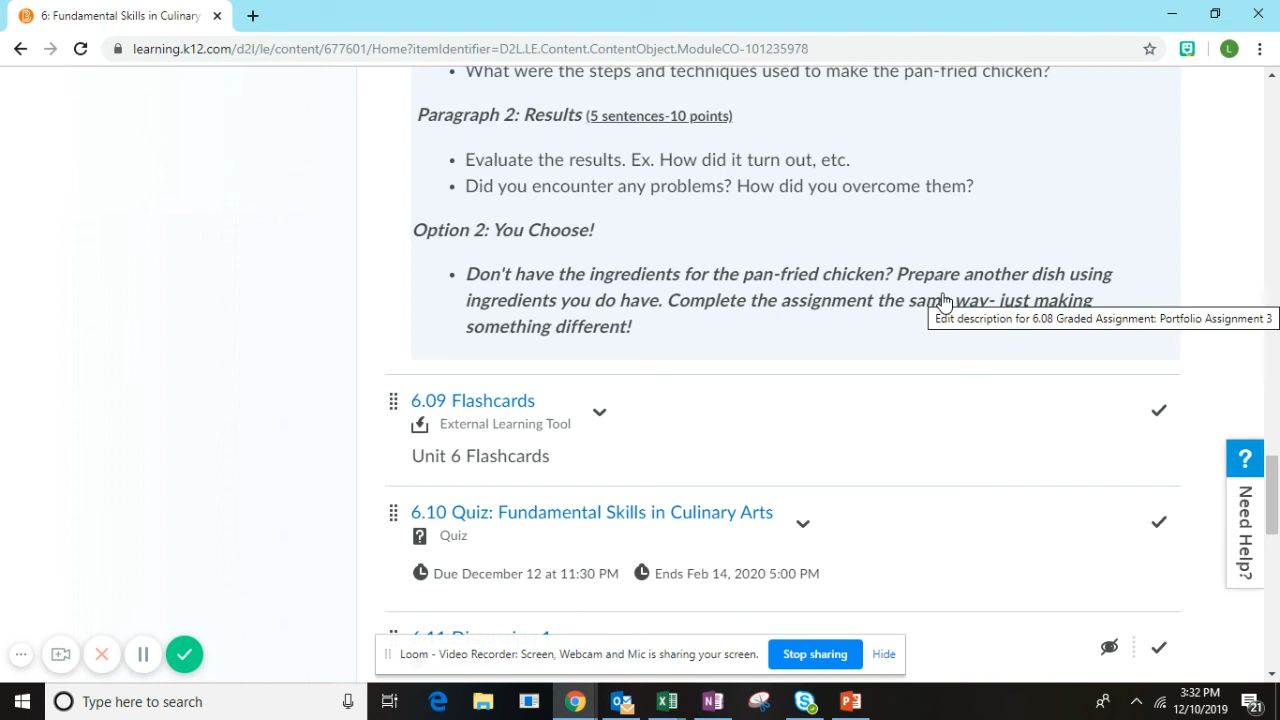 6: Fundamental Skills in Culinary
learning.k12.com/d2l/le/content/677601/Home?itemIdentifier=D2L.LE.Content.ContentObject.ModuleCO-101235978
L
• What were the steps and techniques used to make the pan-fried chicken?
Paragraph 2: Results (5 sentences-10 points)
• Evaluate the results. Ex. How did it turn out, etc.
• Did you encounter any problems? How did you overcome them?
Option 2: You Choose!
• Don't have the ingredients for the pan-fried chicken? Prepare another dish using
ingredients you do have. Complete the assignment the same way- just making
something different!
Edit description for 6.08 Graded Assignment: Portfolio Assignment 3
6.09 Flashcards
External Learning Tool
Unit 6 Flashcards
6.10 Quiz: Fundamental Skills in Culinary Arts
Quiz
Due December 12 at 11:30 PM Ends Feb 14, 2020 5:00 PM
? Need Help?
6.11 Discussion 1
Loom - Video Recorder: Screen, Webcam and Mic is sharing your screen. Stop sharing Hide
Type here to search
3:32 PM
12/10/2019
21